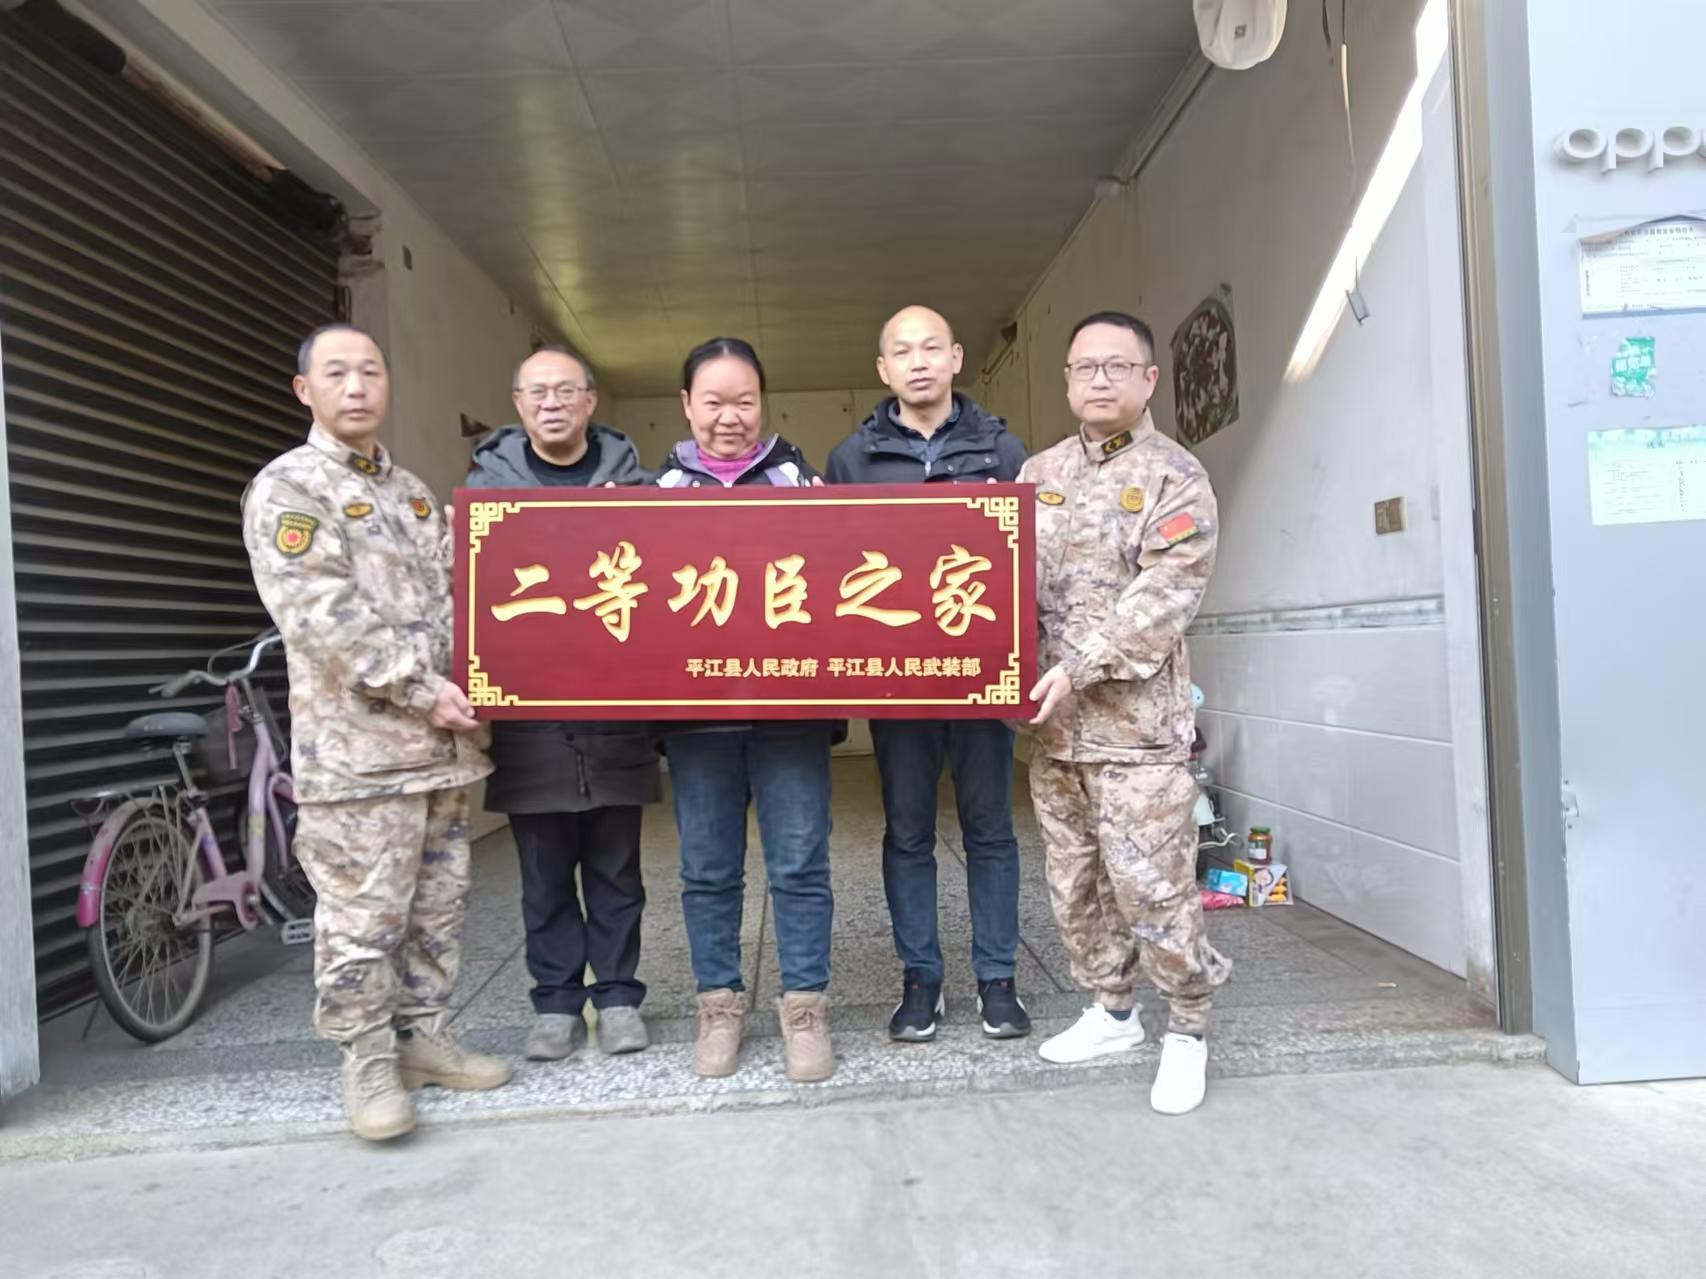 二等功臣之家
平江县人民政府 平江县人民武装部
opp